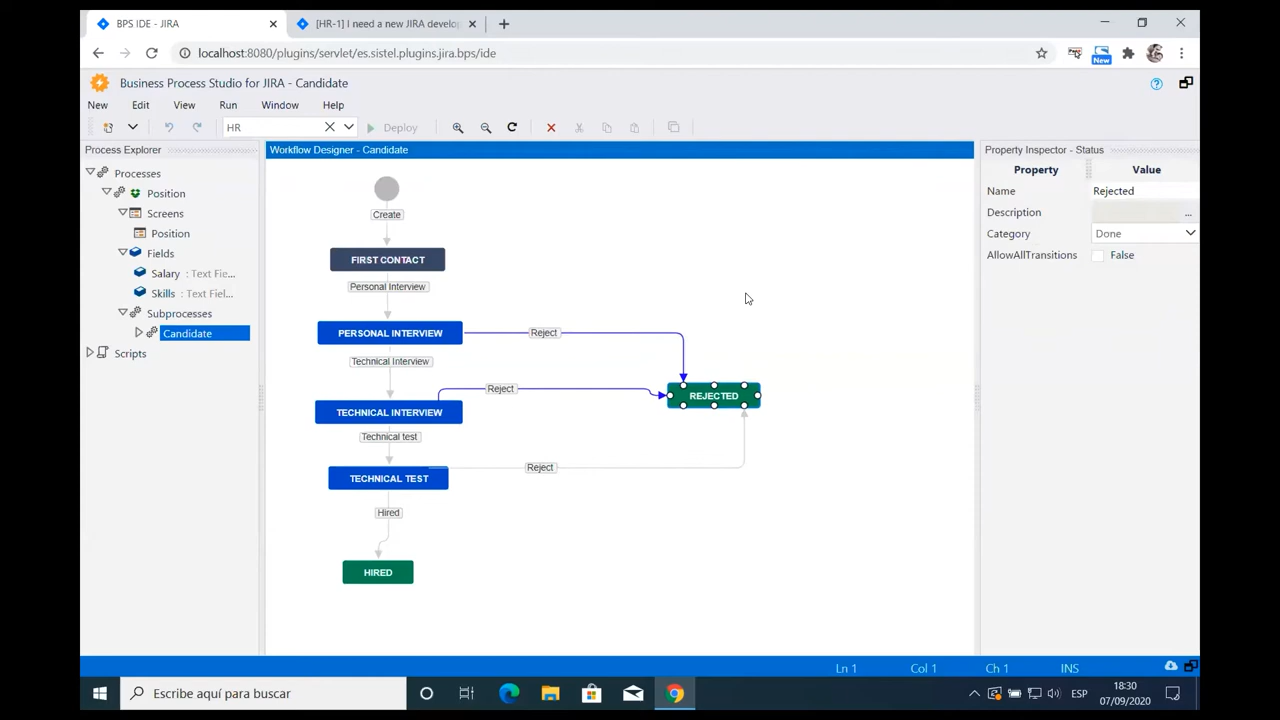 BPS IDE - JIRA
[HR-1] I need a new JIRA develop
localhost:8080/plugins/servlet/es.sistel.plugins.jira.bps/ide
New
Business Process Studio for JIRA - Candidate
New Edit View Run Window Help
HR
Deploy
Process Explorer
Processes
Position
Screens
Position
Fields
Salary : Text Fie...
Skills : Text Fiel...
Subprocesses
Candidate
Scripts
Workflow Designer - Candidate
Create
FIRST CONTACT
Personal Interview
PERSONAL INTERVIEW
Reject
Technical Interview
Reject
REJECTED
TECHNICAL INTERVIEW
Technical test
Reject
TECHNICAL TEST
Hired
HIRED
Property Inspector - Status
Property Value
Name Rejected
Description ...
Category Done
AllowAllTransitions False
Ln 1 Col 1 Ch 1 INS
Escribe aquí para buscar
ESP
18:30
07/09/2020